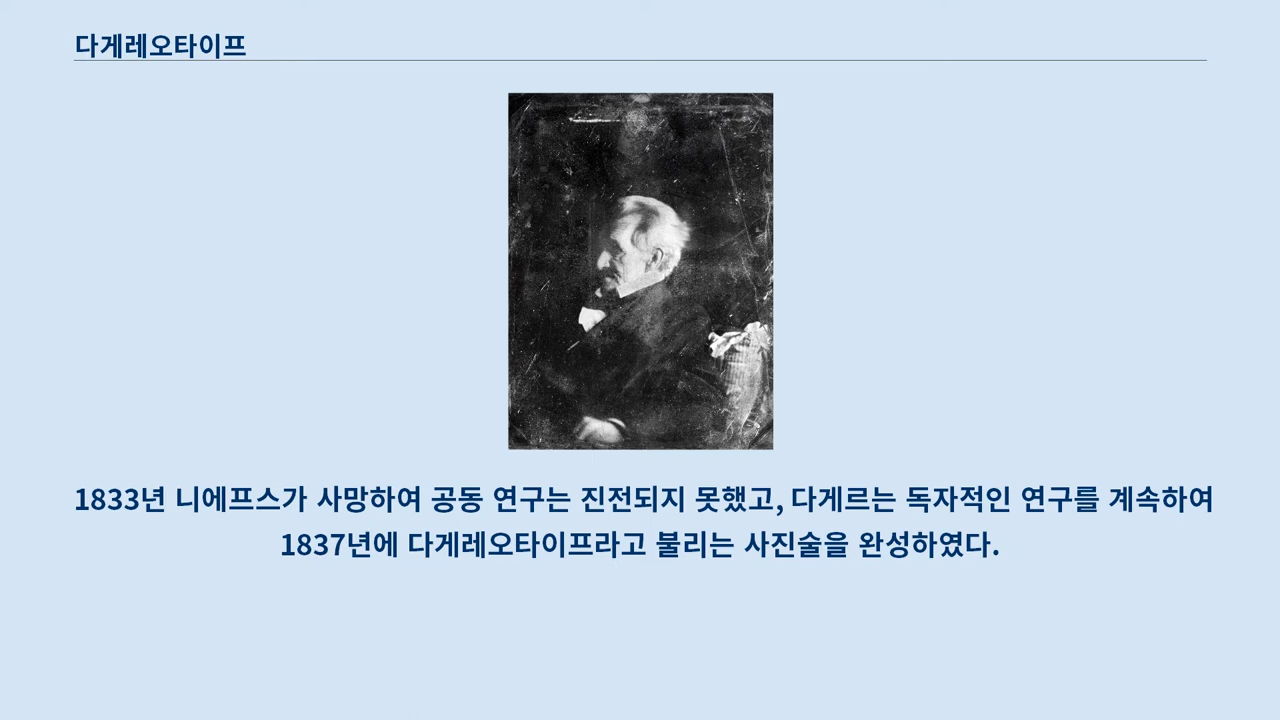 다게레오타이프
1833년 니에프스가 사망하여 공동 연구는 진전되지 못했고, 다게르는 독자적인 연구를 계속하여
1837년에 다게레오타이프라고 불리는 사진술을 완성하였다.